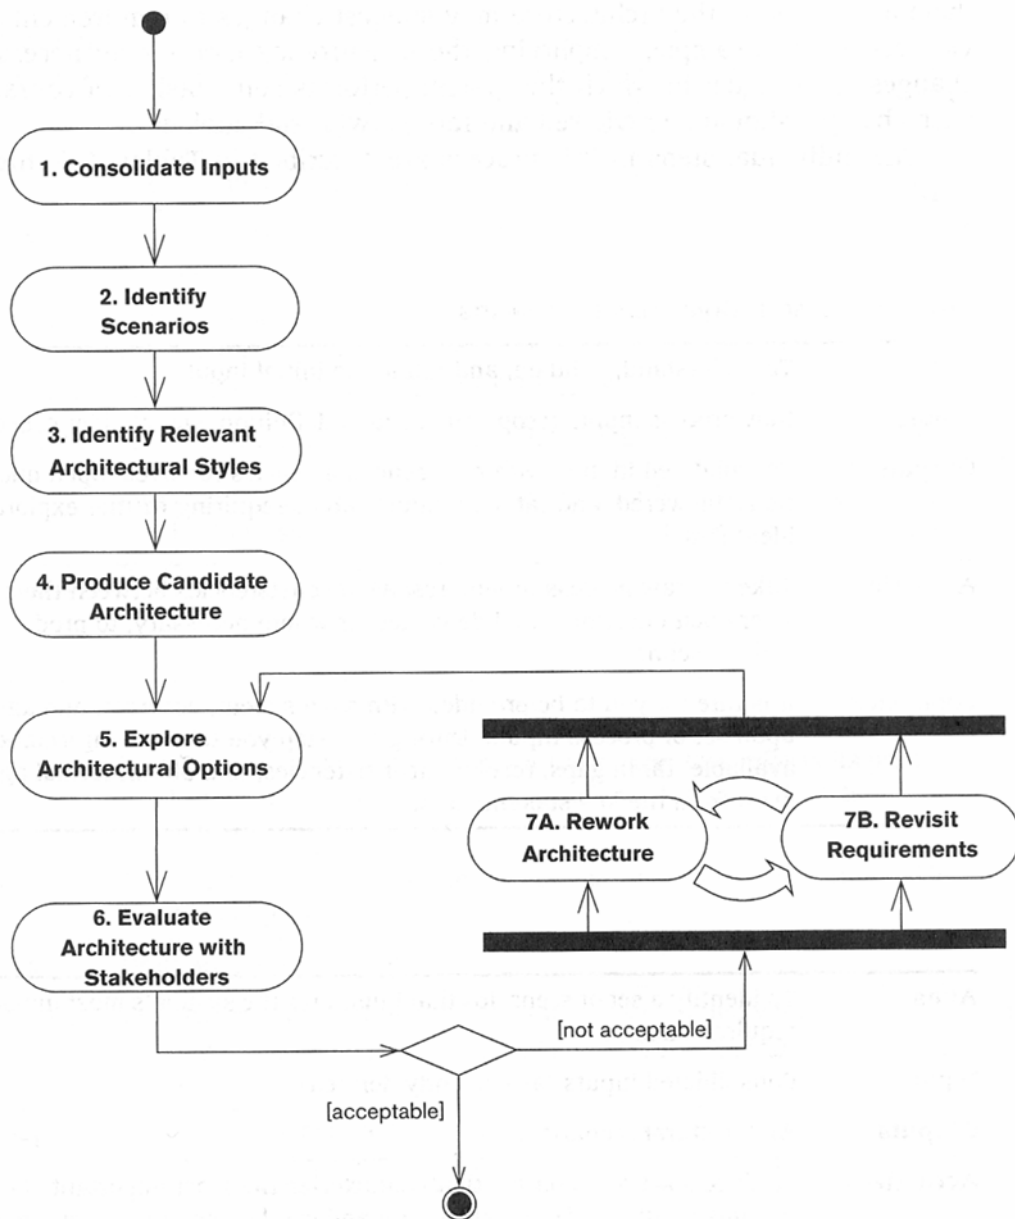 1. Consolidate Inputs
2. Identify
Scenarios
3. Identify Relevant
Architectural Styles
4. Produce Candidate
Architecture
5. Explore
Architectural Options
6. Evaluate
Architecture with
Stakeholders
7A. Rework
Architecture
7B. Revisit
Requirements
[not acceptable]
[acceptable]